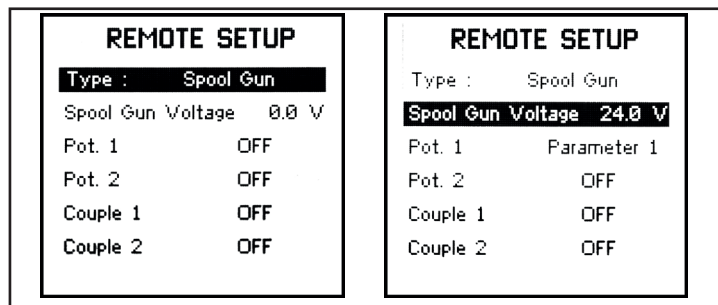 REMOTE SETUP
Type : Spool Gun
Spool Gun Voltage 0.0 V
Pot. 1 OFF
Pot. 2 OFF
Couple 1 OFF
Couple 2 OFF
REMOTE SETUP
Type : Spool Gun
Spool Gun Voltage 24.0 V
Pot. 1 Parameter 1
Pot. 2 OFF
Couple 1 OFF
Couple 2 OFF